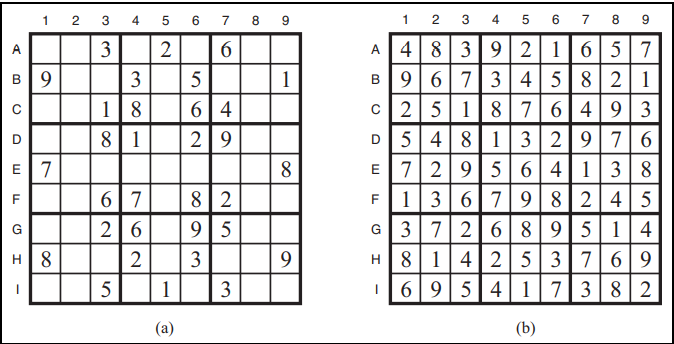 1 2 3 4 5 6 7 8 9 1 2 3 4 5 6 7 8 9
A 3 2 6 A 4 8 3 9 2 1 6 5 7
B 9 3 5 1 B 9 6 7 3 4 5 8 2 1
C 1 8 6 4 C 2 5 1 8 7 6 4 9 3
D 8 1 2 9 D 5 4 8 1 3 2 9 7 6
E 7 8 E 7 2 9 5 6 4 1 3 8
F 6 7 8 2 F 1 3 6 7 9 8 2 4 5
G 2 6 9 5 G 3 7 2 6 8 9 5 1 4
H 8 2 3 9 H 8 1 4 2 5 3 7 6 9
I 5 1 3 I 6 9 5 4 1 7 3 8 2
(a) (b)